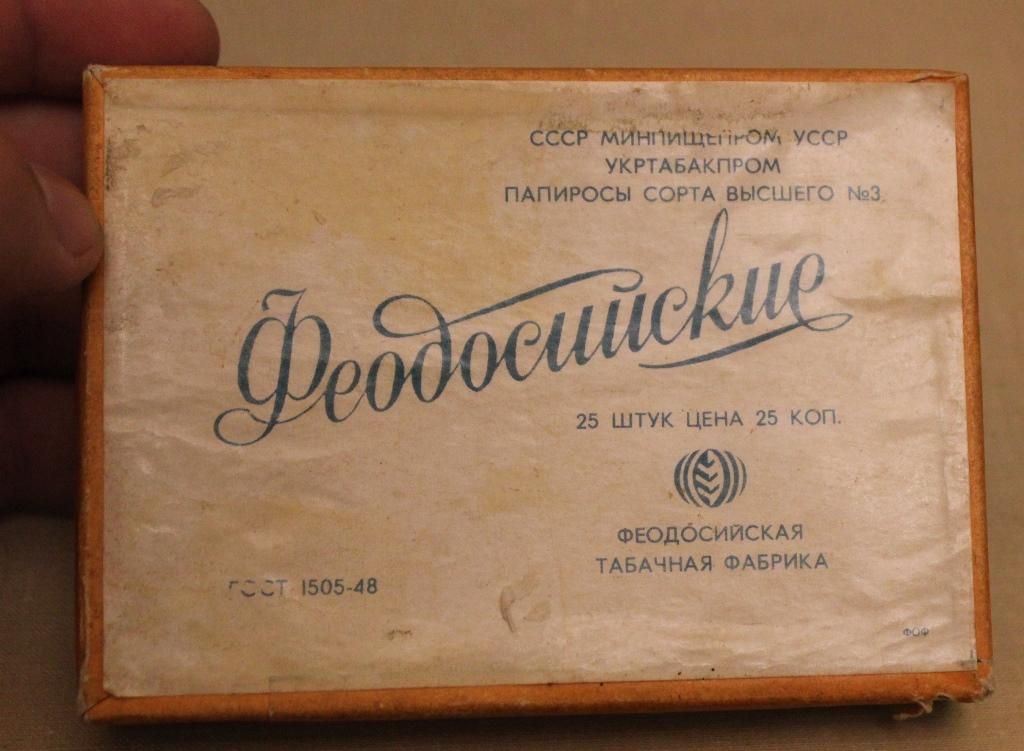 СССР МИНПИЩЕПРОМ УССР
УКРТАБАКПРОМ
ПАПИРОСЫ СОРТА ВЫСШЕГО №3
Феодосийские
25 ШТУК ЦЕНА 25 КОП.
ФЕОДОСИЙСКАЯ
ТАБАЧНАЯ ФАБРИКА
ГОСТ 1505-48
ФОФ